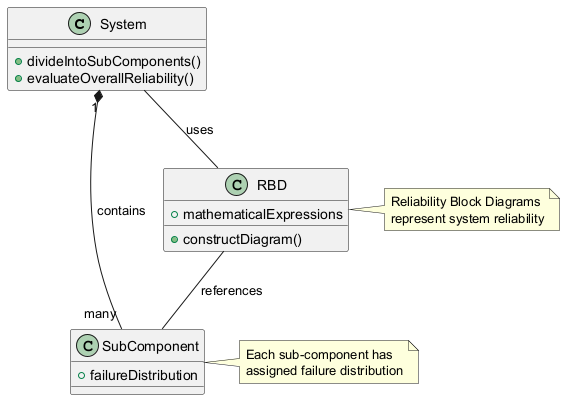 C System
+divideIntoSubComponents()
+evaluateOverallReliability()
1
uses
C RBD
mathematicalExpressions
constructDiagram()
Reliability Block Diagrams
represent system reliability
contains
references
many
C SubComponent
failureDistribution
Each sub-component has
assigned failure distribution